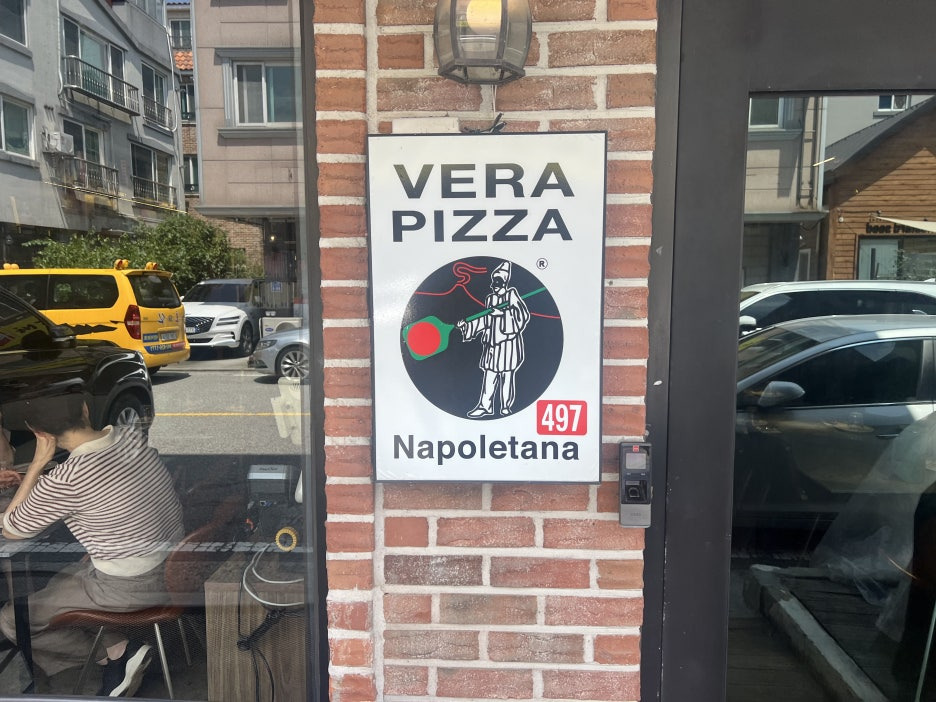 VERA
PIZZA
®
497
Napoletana